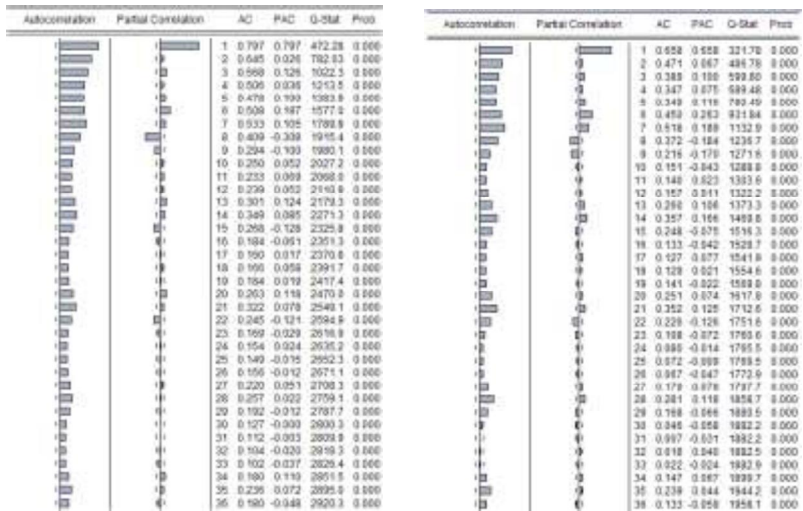 Autocorrelation Partial Correlation AC PAC Q-Stat Prob
1 0.797 0.797 472.28 0.000
2 0.645 0.026 782.03 0.000
3 0.568 0.126 1022.3 0.000
4 0.506 0.036 1213.5 0.000
5 0.478 0.100 1383.9 0.000
6 0.508 0.187 1577.0 0.000
7 0.533 0.105 1789.9 0.000
8 0.409 -0.309 1915.4 0.000
9 0.294 -0.100 1980.1 0.000
10 0.250 0.052 2027.2 0.000
11 0.233 0.069 2068.0 0.000
12 0.239 0.052 2110.9 0.000
13 0.301 0.124 2179.3 0.000
14 0.349 0.085 2271.3 0.000
15 0.268 -0.128 2325.8 0.000
16 0.184 -0.061 2351.3 0.000
17 0.160 0.017 2370.8 0.000
18 0.166 0.058 2391.7 0.000
19 0.184 0.019 2417.4 0.000
20 0.263 0.118 2470.0 0.000
21 0.322 0.078 2549.1 0.000
22 0.245 -0.121 2594.9 0.000
23 0.169 -0.029 2616.9 0.000
24 0.154 0.024 2635.2 0.000
25 0.149 -0.015 2652.3 0.000
26 0.156 -0.012 2671.1 0.000
27 0.220 0.051 2708.3 0.000
28 0.257 0.022 2759.1 0.000
29 0.192 -0.012 2787.7 0.000
30 0.127 -0.000 2800.3 0.000
31 0.112 -0.003 2809.9 0.000
32 0.104 -0.020 2818.3 0.000
33 0.102 -0.037 2826.4 0.000
34 0.180 0.110 2851.5 0.000
35 0.236 0.072 2895.0 0.000
36 0.180 -0.048 2920.3 0.000
Autocorrelation Partial Correlation AC PAC Q-Stat Prob
1 0.658 0.658 321.70 0.000
2 0.471 0.067 486.78 0.000
3 0.389 0.100 599.80 0.000
4 0.347 0.075 689.48 0.000
5 0.349 0.116 780.49 0.000
6 0.450 0.263 931.84 0.000
7 0.518 0.189 1132.9 0.000
8 0.372 -0.184 1236.7 0.000
9 0.216 -0.170 1271.6 0.000
10 0.151 -0.043 1288.8 0.000
11 0.140 0.023 1303.6 0.000
12 0.157 0.011 1322.2 0.000
13 0.260 0.106 1373.3 0.000
14 0.357 0.166 1469.8 0.000
15 0.248 -0.075 1516.3 0.000
16 0.133 -0.042 1529.7 0.000
17 0.127 0.077 1541.9 0.000
18 0.129 0.021 1554.6 0.000
19 0.141 -0.022 1569.8 0.000
20 0.251 0.074 1617.9 0.000
21 0.352 0.125 1712.6 0.000
22 0.228 -0.126 1751.8 0.000
23 0.108 -0.072 1760.6 0.000
24 0.080 -0.014 1765.5 0.000
25 0.072 1769.5 0.000
26 0.067 -0.047 1772.9 0.000
27 0.179 0.078 1797.7 0.000
28 0.281 0.118 1858.7 0.000
29 0.168 -0.066 1880.5 0.000
30 0.046 -0.058 1882.2 0.000
31 0.007 -0.031 1882.2 0.000
32 0.018 0.040 1882.5 0.000
33 0.022 -0.024 1882.9 0.000
34 0.147 0.067 1899.7 0.000
35 0.239 0.044 1944.2 0.000
36 0.133 -0.058 1958.1 0.000